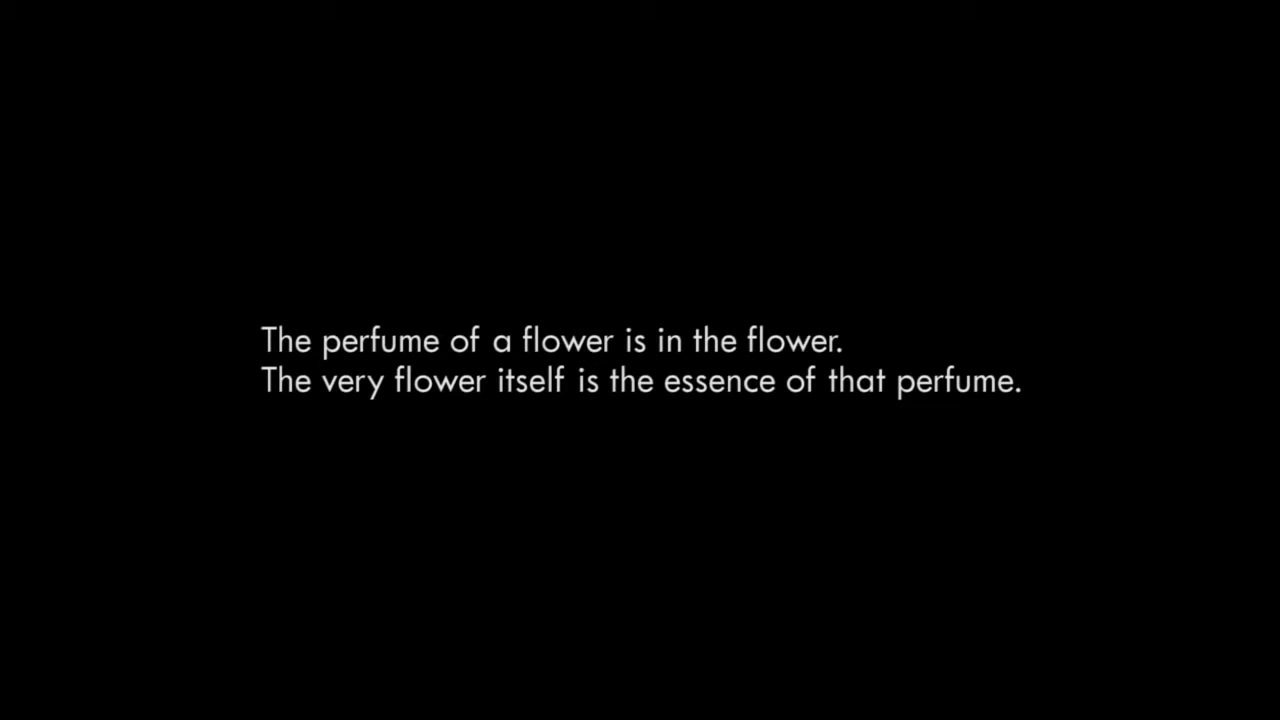 The perfume of a flower is in the flower.
The very flower itself is the essence of that perfume.